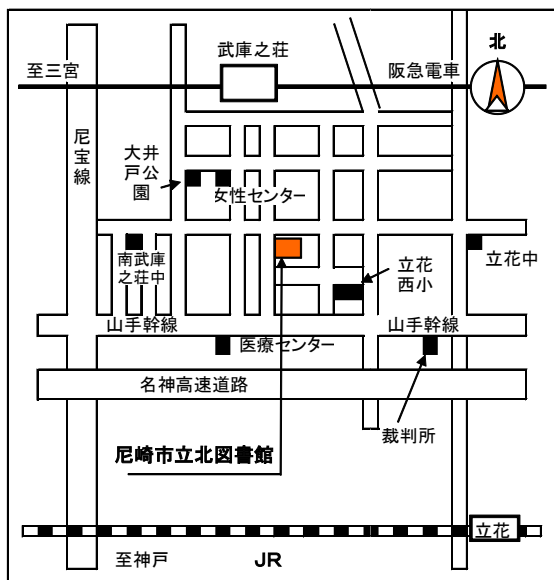 武庫之荘
北
至三宮
阪急電車
尼宝線
大井
戸公
園
女性センター
南武庫
之荘中
立花
西小
立花中
山手幹線
山手幹線
医療センター
名神高速道路
裁判所
尼崎市立北図書館
立花
至神戸
JR